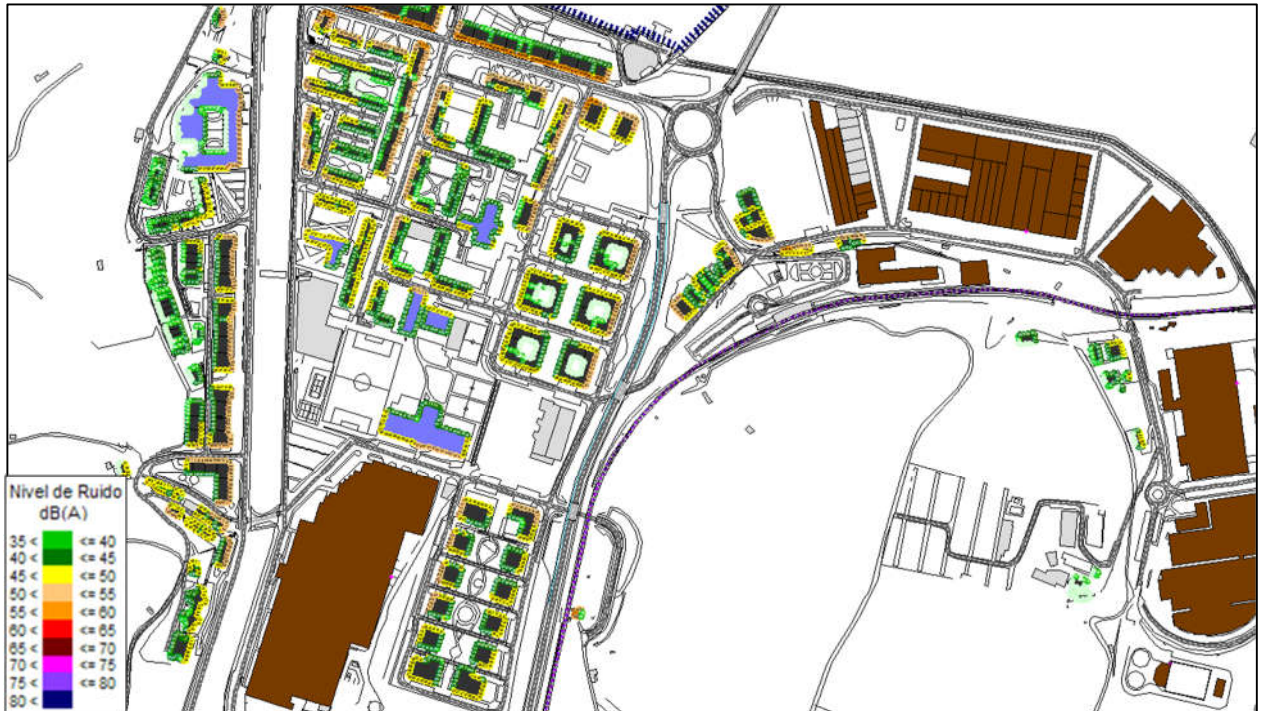 Nivel de Ruido
dB(A)
35 < <= 40
40 < <= 45
45 < <= 50
50 < <= 55
55 < <= 60
60 < <= 65
65 < <= 70
70 < <= 75
75 < <= 80
80 <